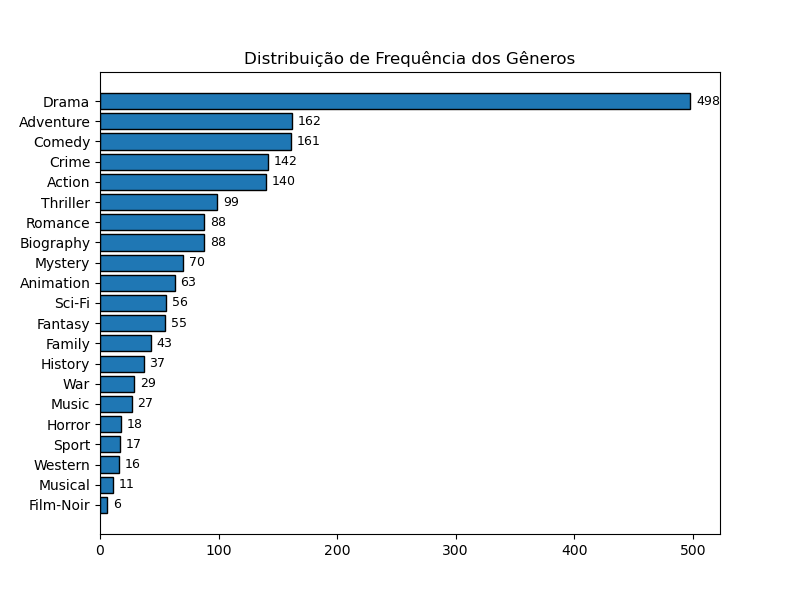 Distribuição de Frequência dos Gêneros
Drama 498
Adventure 162
Comedy 161
Crime 142
Action 140
Thriller 99
Romance 88
Biography 88
Mystery 70
Animation 63
Sci-Fi 56
Fantasy 55
Family 43
History 37
War 29
Music 27
Horror 18
Sport 17
Western 16
Musical 11
Film-Noir 6
0 100 200 300 400 500